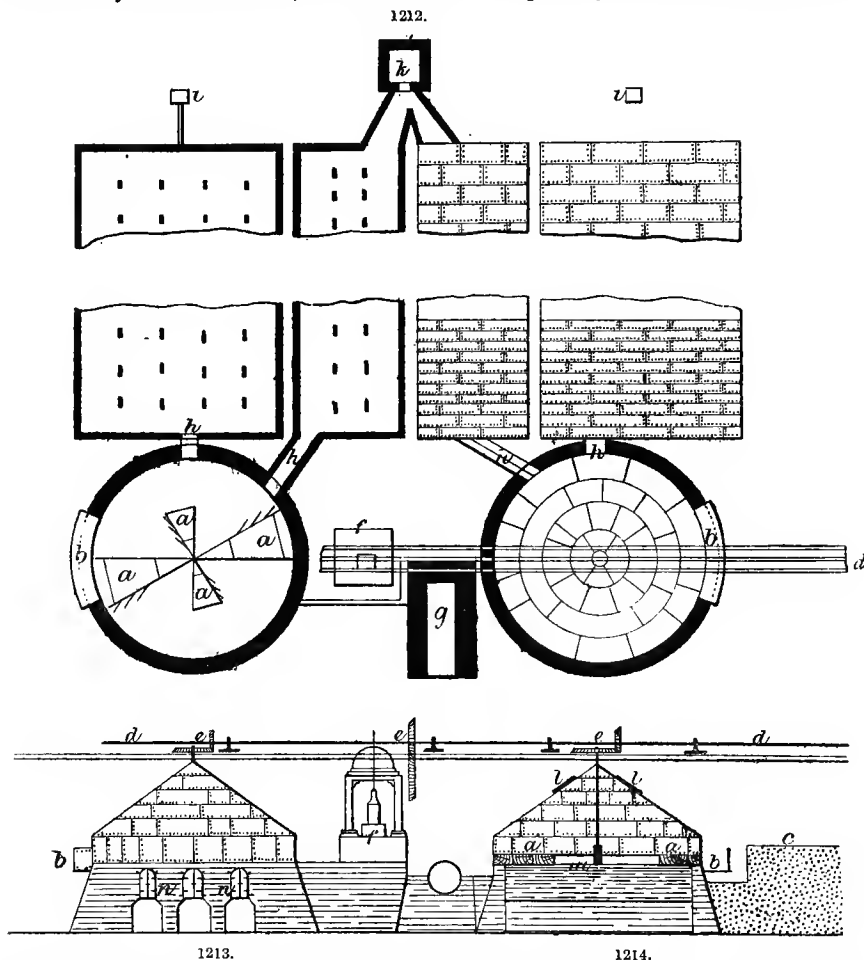 1212.
k
i i
h h
h h
a a f b
b a d
a g
d e e e d
l l
a a c
b f m b
n n
1213. 1214.